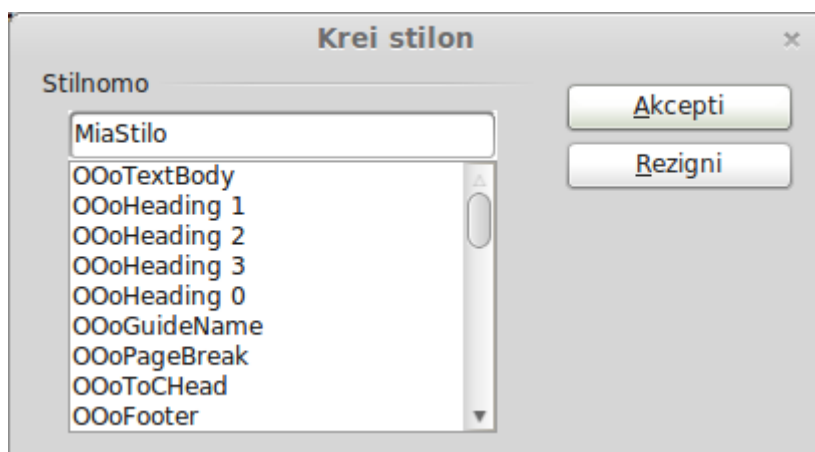 Krei stilon
Stilnomo
Akcepti
MiaStilo
Rezigni
OOoTextBody
OOoHeading 1
OOoHeading 2
OOoHeading 3
OOoHeading 0
OOoGuideName
OOoPageBreak
OOoToCHead
OOoFooter